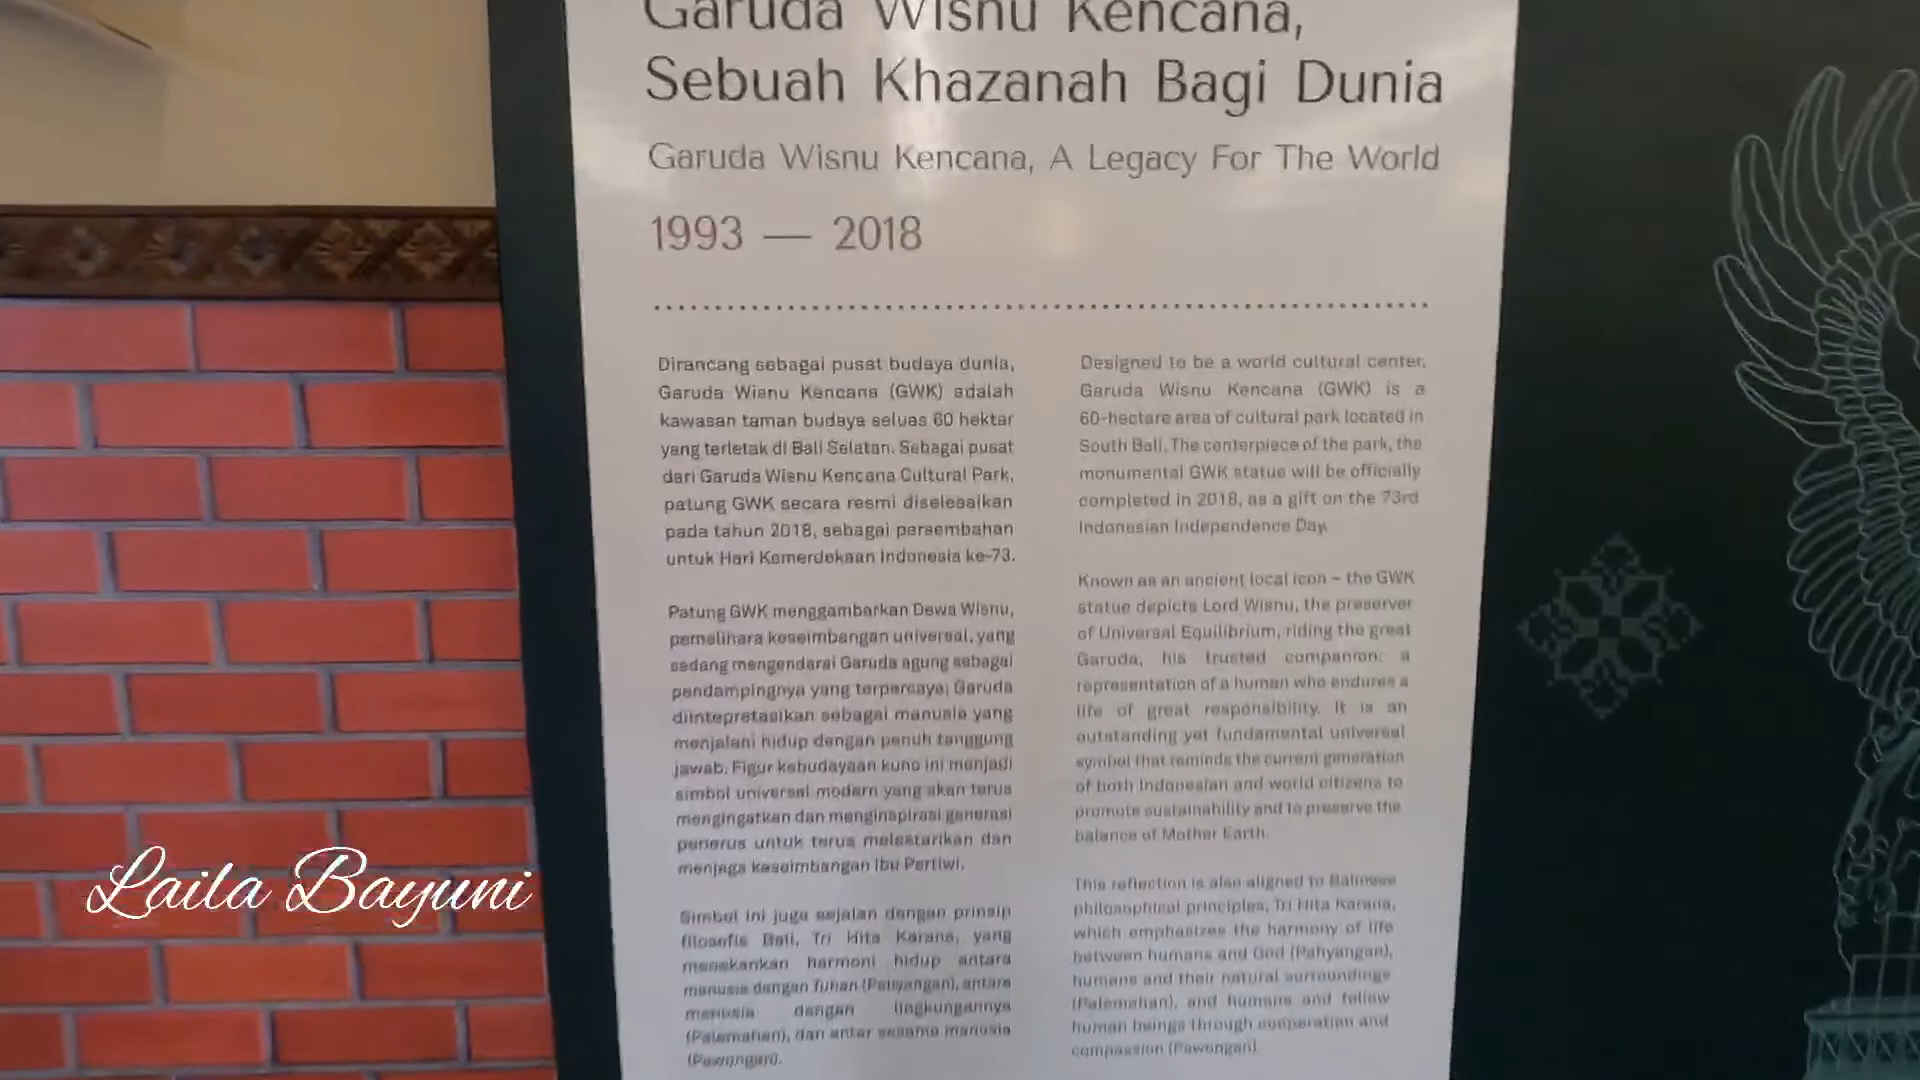 Garuda Wisnu Kencana,
Sebuah Khazanah Bagi Dunia
Garuda Wisnu Kencana, A Legacy For The World
1993 — 2018
Dirancang sebagai pusat budaya dunia,
Garuda Wisnu Kencana (GWK) adalah
kawasan taman budaya seluas 60 hektar
yang terletak di Bali Selatan. Sebagai pusat
dari Garuda Wisnu Kencana Cultural Park,
patung GWK secara resmi diselesaikan
pada tahun 2018, sebagai persembahan
untuk Hari Kemerdekaan Indonesia ke-73.
Patung GWK menggambarkan Dewa Wisnu,
pemelihara keseimbangan universal, yang
sedang mengendarai Garuda agung sebagai
pendampingnya yang terpercaya; Garuda
diintepretasikan sebagai manusia yang
menjalani hidup dengan penuh tanggung
jawab. Figur kebudayaan kuno ini menjadi
simbol universal modern yang akan terus
mengingatkan dan menginspirasi generasi
penerus untuk terus melestarikan dan
menjaga keseimbangan Ibu Pertiwi.
Simbol ini juga sejalan dengan prinsip
filosofis Bali, Tri Hita Karana, yang
menekankan harmoni hidup antara
manusia dengan Tuhan (Pahyangan), antara
manusia dengan lingkungannya
(Palemahan), dan antar sesama manusia
(Pawongan).
Designed to be a world cultural center,
Garuda Wisnu Kencana (GWK) is a
60-hectare area of cultural park located in
South Bali. The centerpiece of the park, the
monumental GWK statue will be officially
completed in 2018, as a gift on the 73rd
Indonesian Independence Day.
Known as an ancient local icon – the GWK
statue depicts Lord Wisnu, the preserver
of Universal Equilibrium, riding the great
Garuda, his trusted companion: a
representation of a human who endures a
life of great responsibility. It is an
outstanding yet fundamental universal
symbol that reminds the current generation
of both Indonesian and world citizens to
promote sustainability and to preserve the
balance of Mother Earth.
This reflection is also aligned to Balinese
philosophical principles, Tri Hita Karana,
which emphasizes the harmony of life
between humans and God (Pahyangan),
humans and their natural surroundings
(Palemahan), and humans and fellow
human beings through cooperation and
compassion (Pawongan).
Laila Bayuni